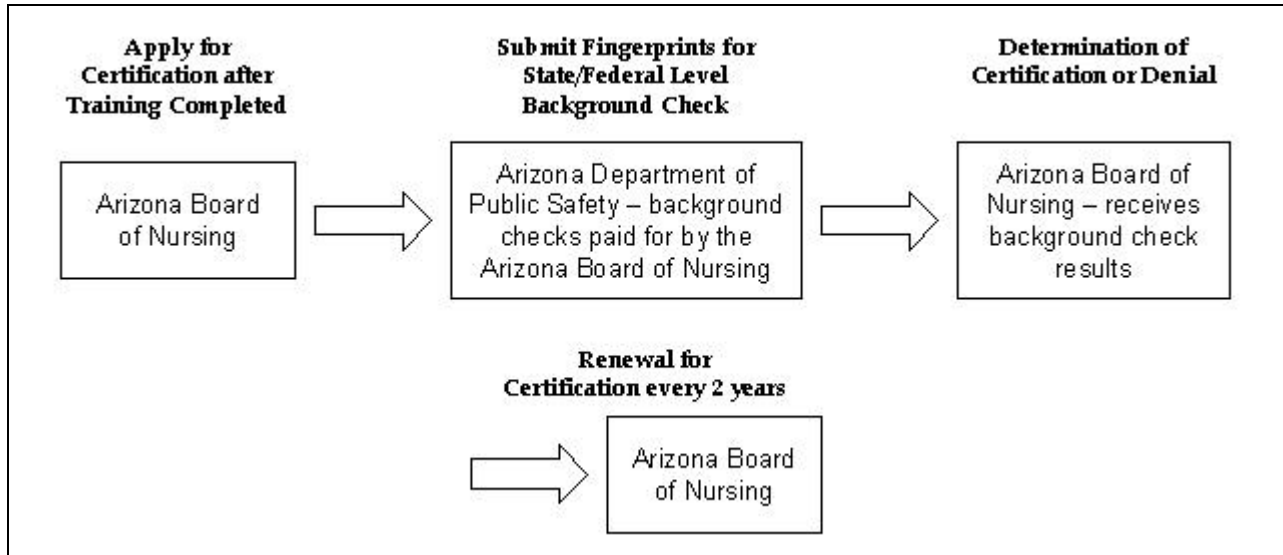 Apply for
Certification after
Training Completed
Arizona Board
of Nursing
Submit Fingerprints for
State/Federal Level
Background Check
Arizona Department of
Public Safety – background
checks paid for by the
Arizona Board of Nursing
Determination of
Certification or Denial
Arizona Board of
Nursing – receives
background check
results
Renewal for
Certification every 2 years
Arizona Board
of Nursing